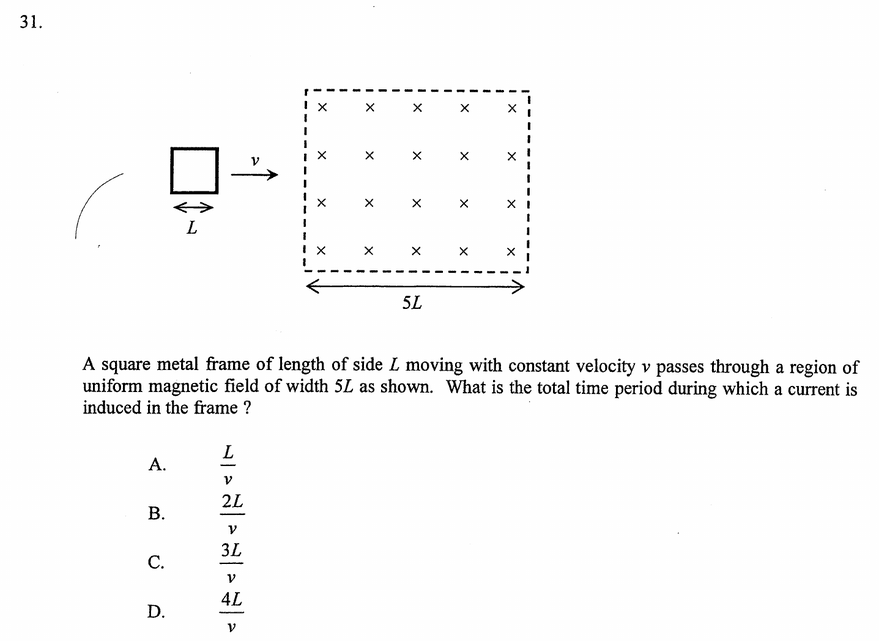 31.
× × × × ×
v
× × × × ×
× × × × ×
L
× × × × ×
5L
A square metal frame of length of side L moving with constant velocity v passes through a region of
uniform magnetic field of width 5L as shown. What is the total time period during which a current is
induced in the frame ?
A. L/v
B. 2L/v
C. 3L/v
D. 4L/v